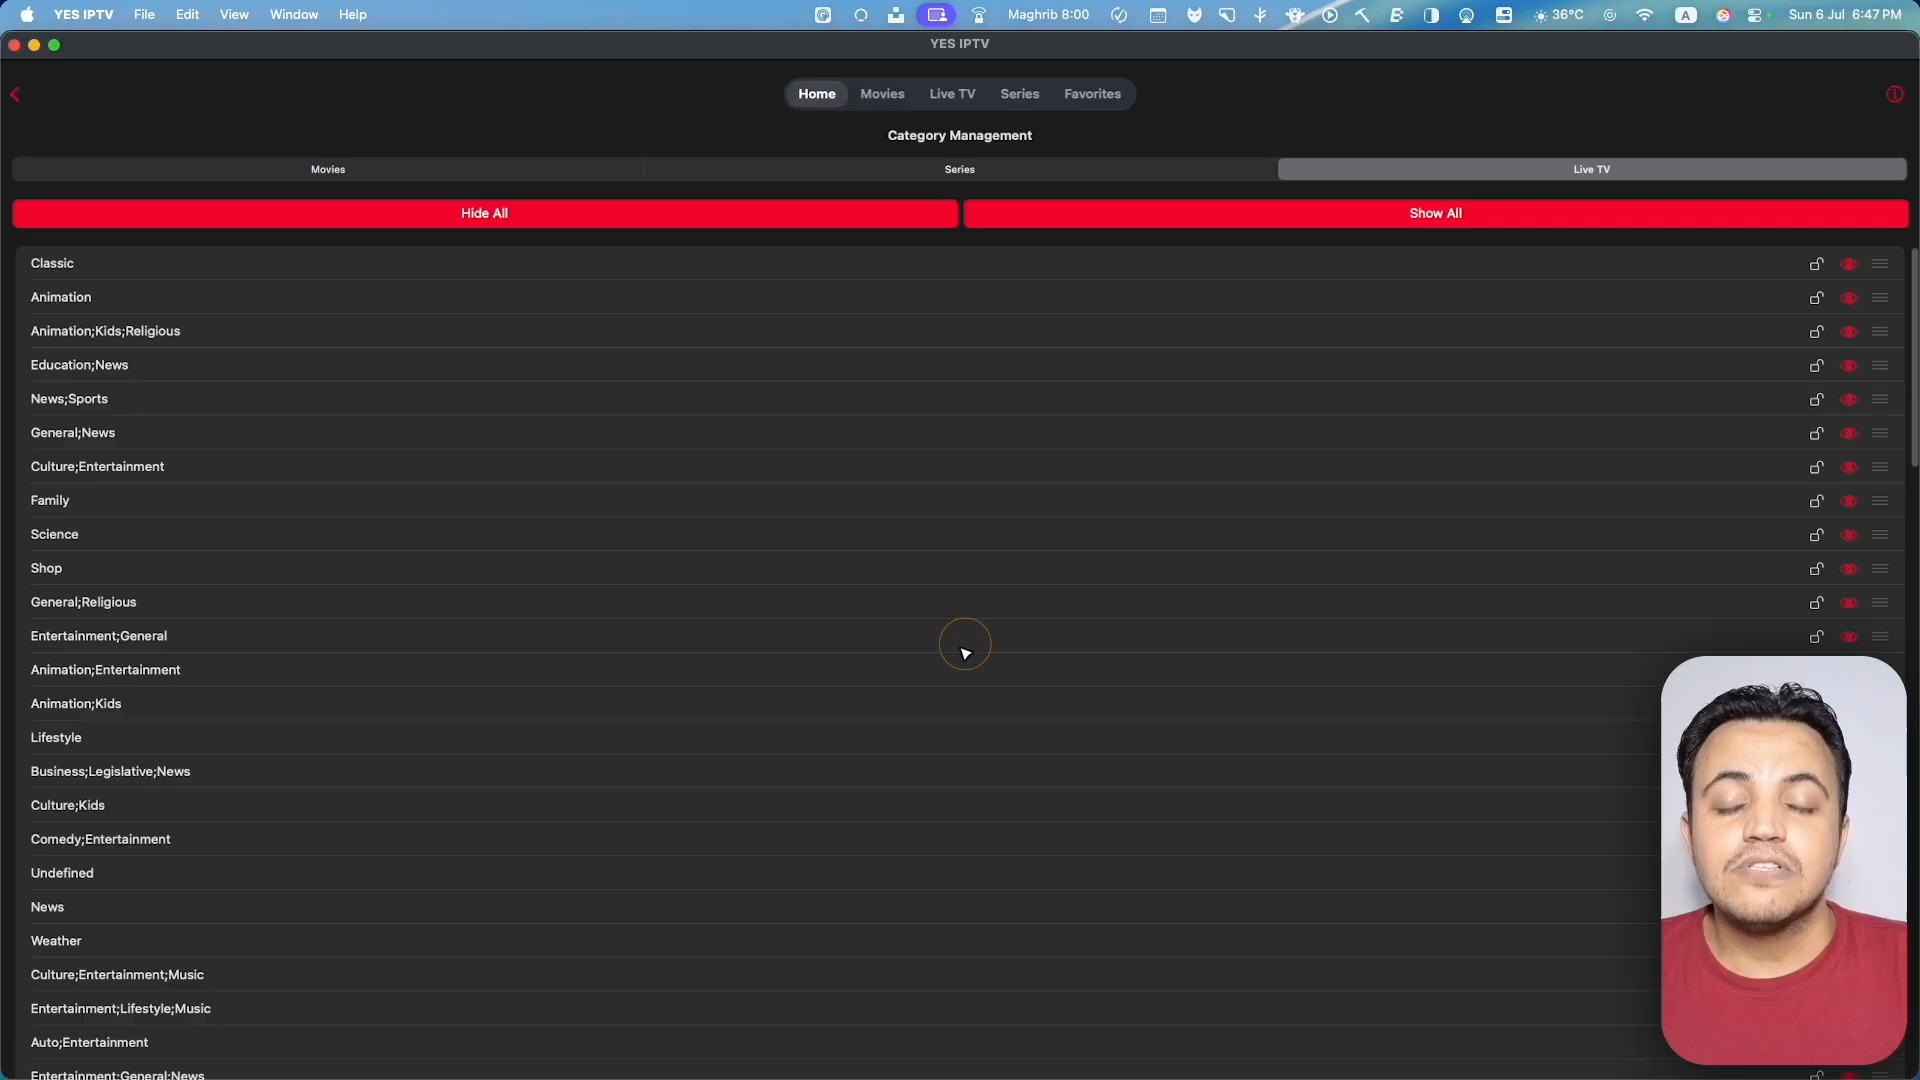 YES IPTV File Edit View Window Help Maghrib 8:00 36°C A Sun 6 Jul 6:47 PM
YES IPTV
Home Movies Live TV Series Favorites
Category Management
Movies Series Live TV
Hide All Show All
Classic
Animation
Animation;Kids;Religious
Education;News
News;Sports
General;News
Culture;Entertainment
Family
Science
Shop
General;Religious
Entertainment;General
Animation;Entertainment
Animation;Kids
Lifestyle
Business;Legislative;News
Culture;Kids
Comedy;Entertainment
Undefined
News
Weather
Culture;Entertainment;Music
Entertainment;Lifestyle;Music
Auto;Entertainment
Entertainment;General;News